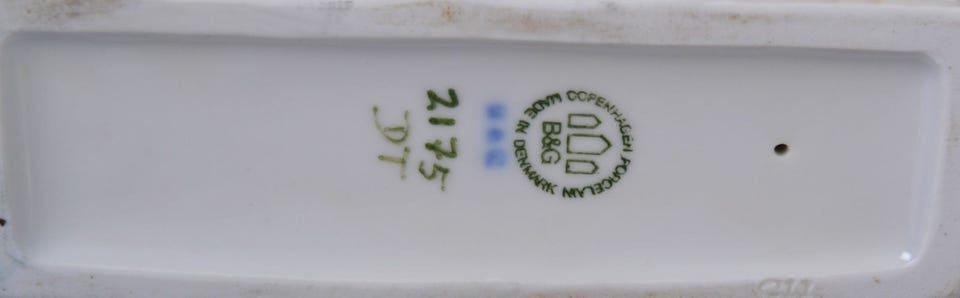 COPENHAGEN PORCELAIN
MADE IN DENMARK
B&G
2175
DT